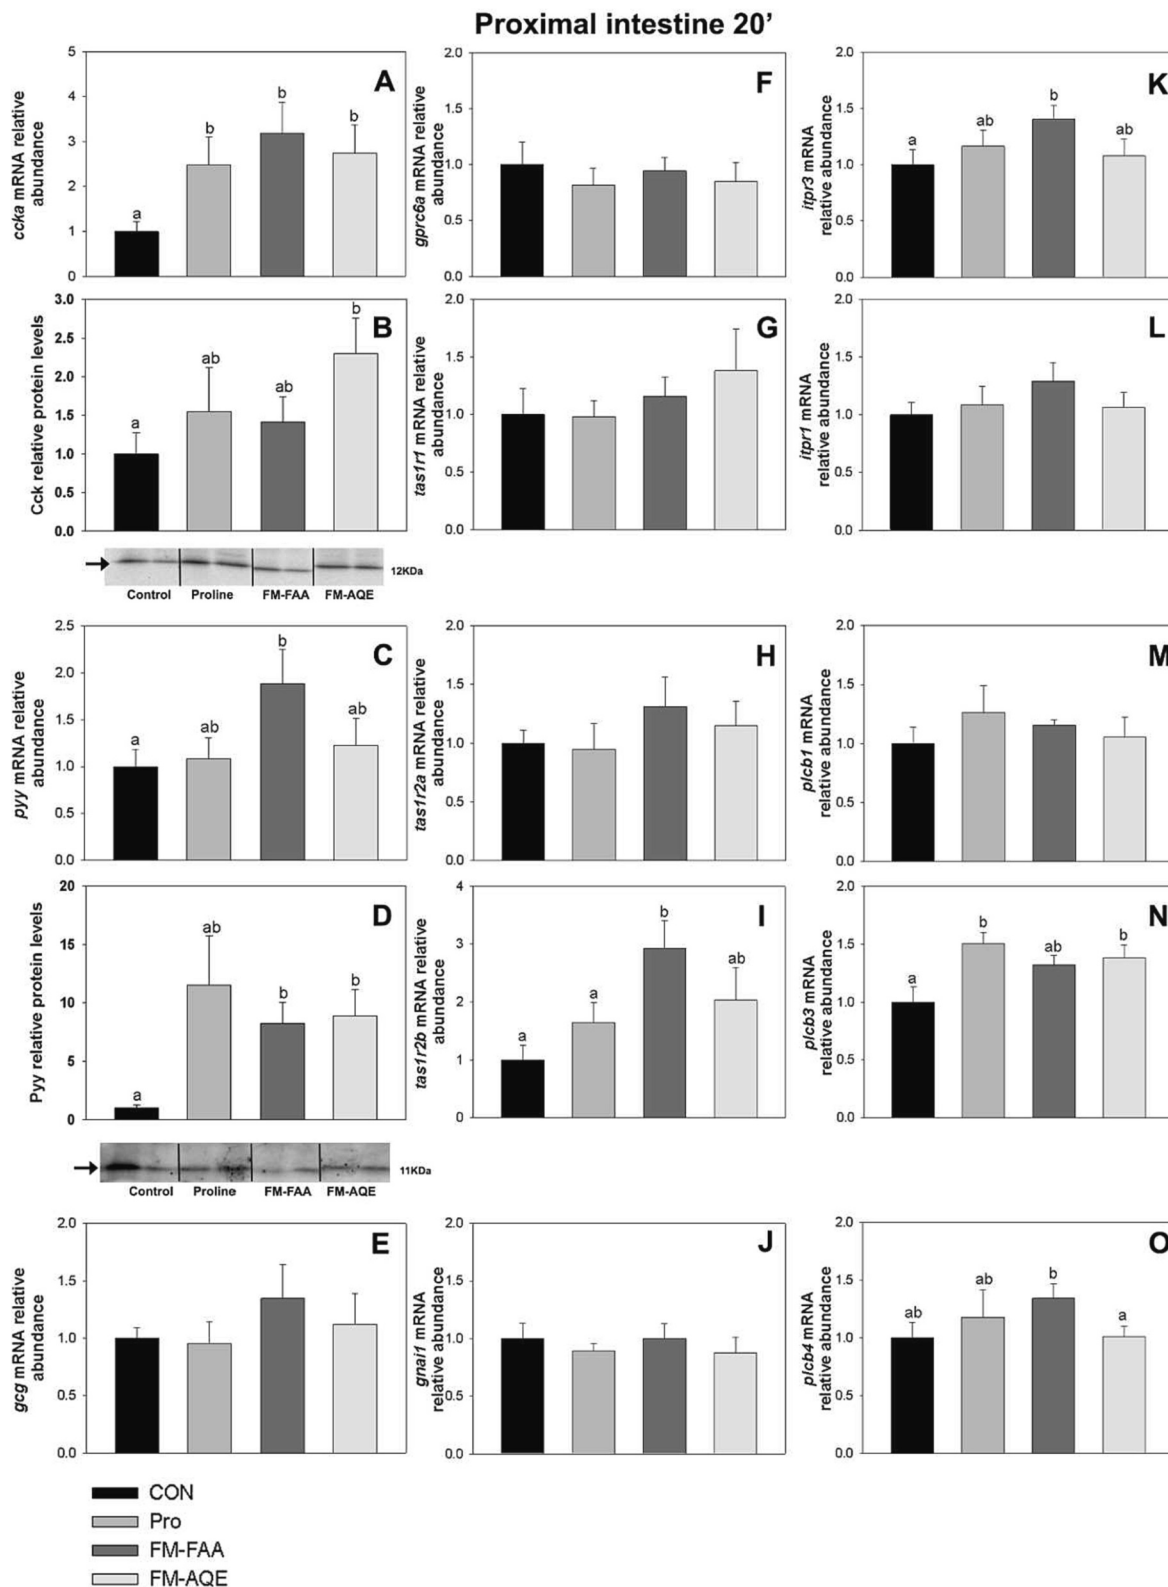 Proximal intestine 20’
ccka mRNA relative
abundance
5
4
3
2
1
0
A
a
b
b
b
gprc6a mRNA relative
abundance
2.0
1.5
1.0
0.5
0.0
F
itpr3 mRNA
relative abundance
2.0
1.5
1.0
0.5
0.0
K
a
ab
b
ab
Cck relative protein levels
3.0
2.5
2.0
1.5
1.0
0.5
0.0
B
a
ab
ab
b
12KDa
Control Proline FM-FAA FM-AQE
tas1r1 mRNA relative
abundance
2.0
1.5
1.0
0.5
0.0
G
itpr1 mRNA
relative abundance
2.0
1.5
1.0
0.5
0.0
L
pyy mRNA relative
abundance
2.5
2.0
1.5
1.0
0.5
0.0
C
a
ab
b
ab
tas1r2a mRNA relative
abundance
2.0
1.5
1.0
0.5
0.0
H
plcb1 mRNA
relative abundance
2.0
1.5
1.0
0.5
0.0
M
Pyy relative protein levels
20
15
10
5
0
D
a
ab
b
b
11KDa
Control Proline FM-FAA FM-AQE
tas1r2b mRNA relative
abundance
4
3
2
1
0
I
a
a
b
ab
plcb3 mRNA
relative abundance
2.0
1.5
1.0
0.5
0.0
N
a
b
ab
b
gcg mRNA relative
abundance
2.0
1.5
1.0
0.5
0.0
E
gnai1 mRNA
relative abundance
2.0
1.5
1.0
0.5
0.0
J
plcb4 mRNA
relative abundance
2.0
1.5
1.0
0.5
0.0
O
ab
ab
b
a
CON
Pro
FM-FAA
FM-AQE